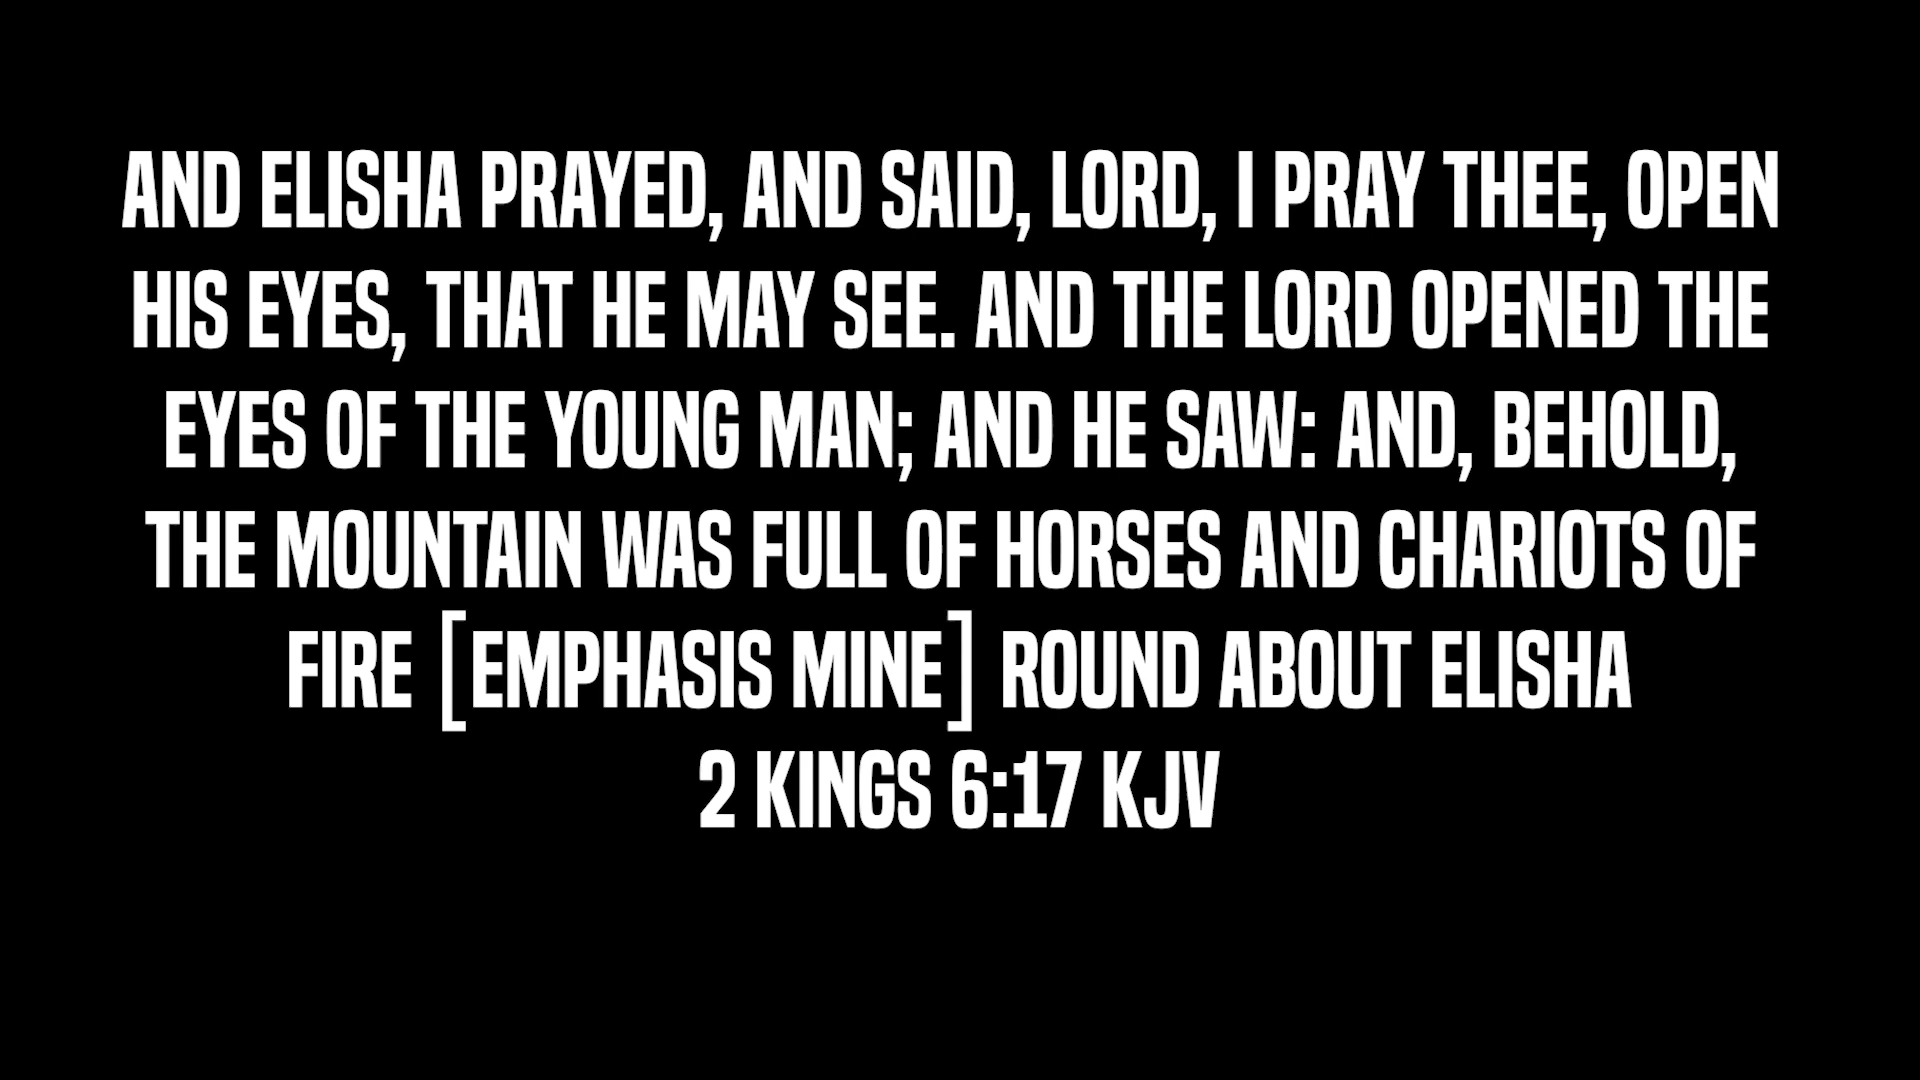 AND ELISHA PRAYED, AND SAID, LORD, I PRAY THEE, OPEN
HIS EYES, THAT HE MAY SEE. AND THE LORD OPENED THE
EYES OF THE YOUNG MAN; AND HE SAW: AND, BEHOLD,
THE MOUNTAIN WAS FULL OF HORSES AND CHARIOTS OF
FIRE [EMPHASIS MINE] ROUND ABOUT ELISHA
2 KINGS 6:17 KJV